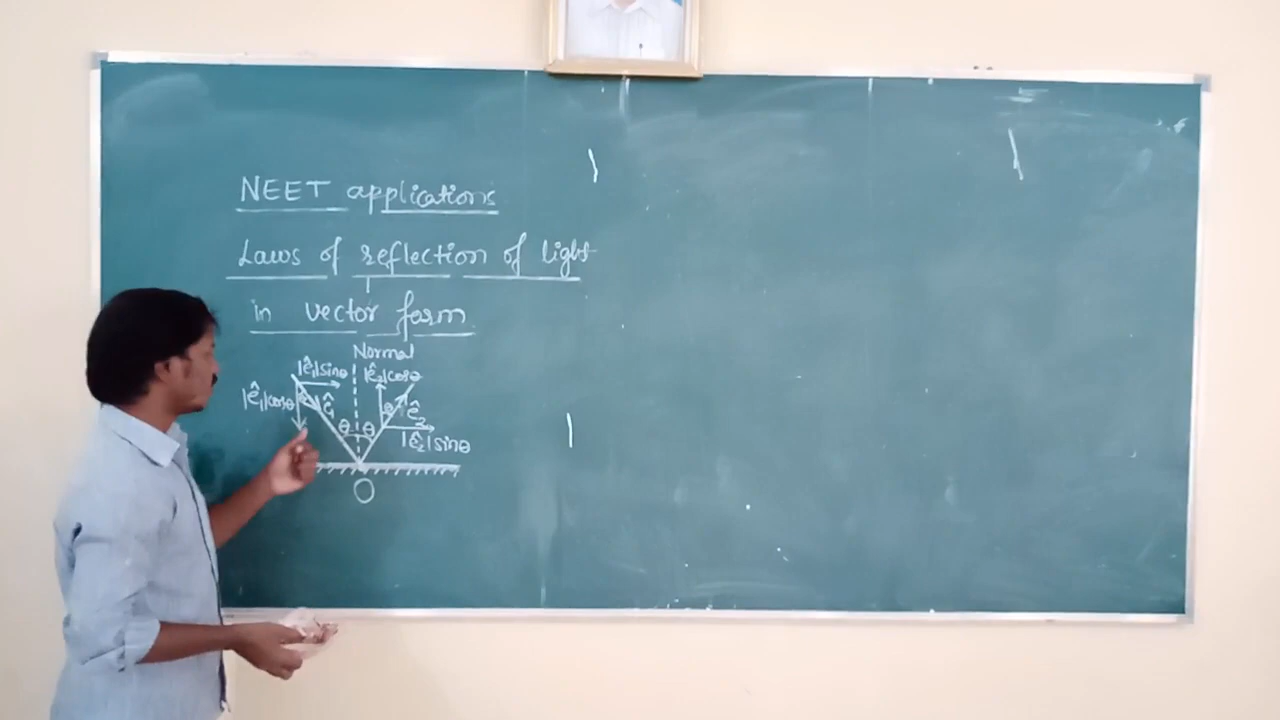 NEET applications
Laws of reflection of light
in vector form
Normal
|ê₁|sinθ
|ê₂|cosθ
|ê₁|cosθ
θ
ê₁
θ
θ
θ
ê₂
|ê₂|sinθ
O